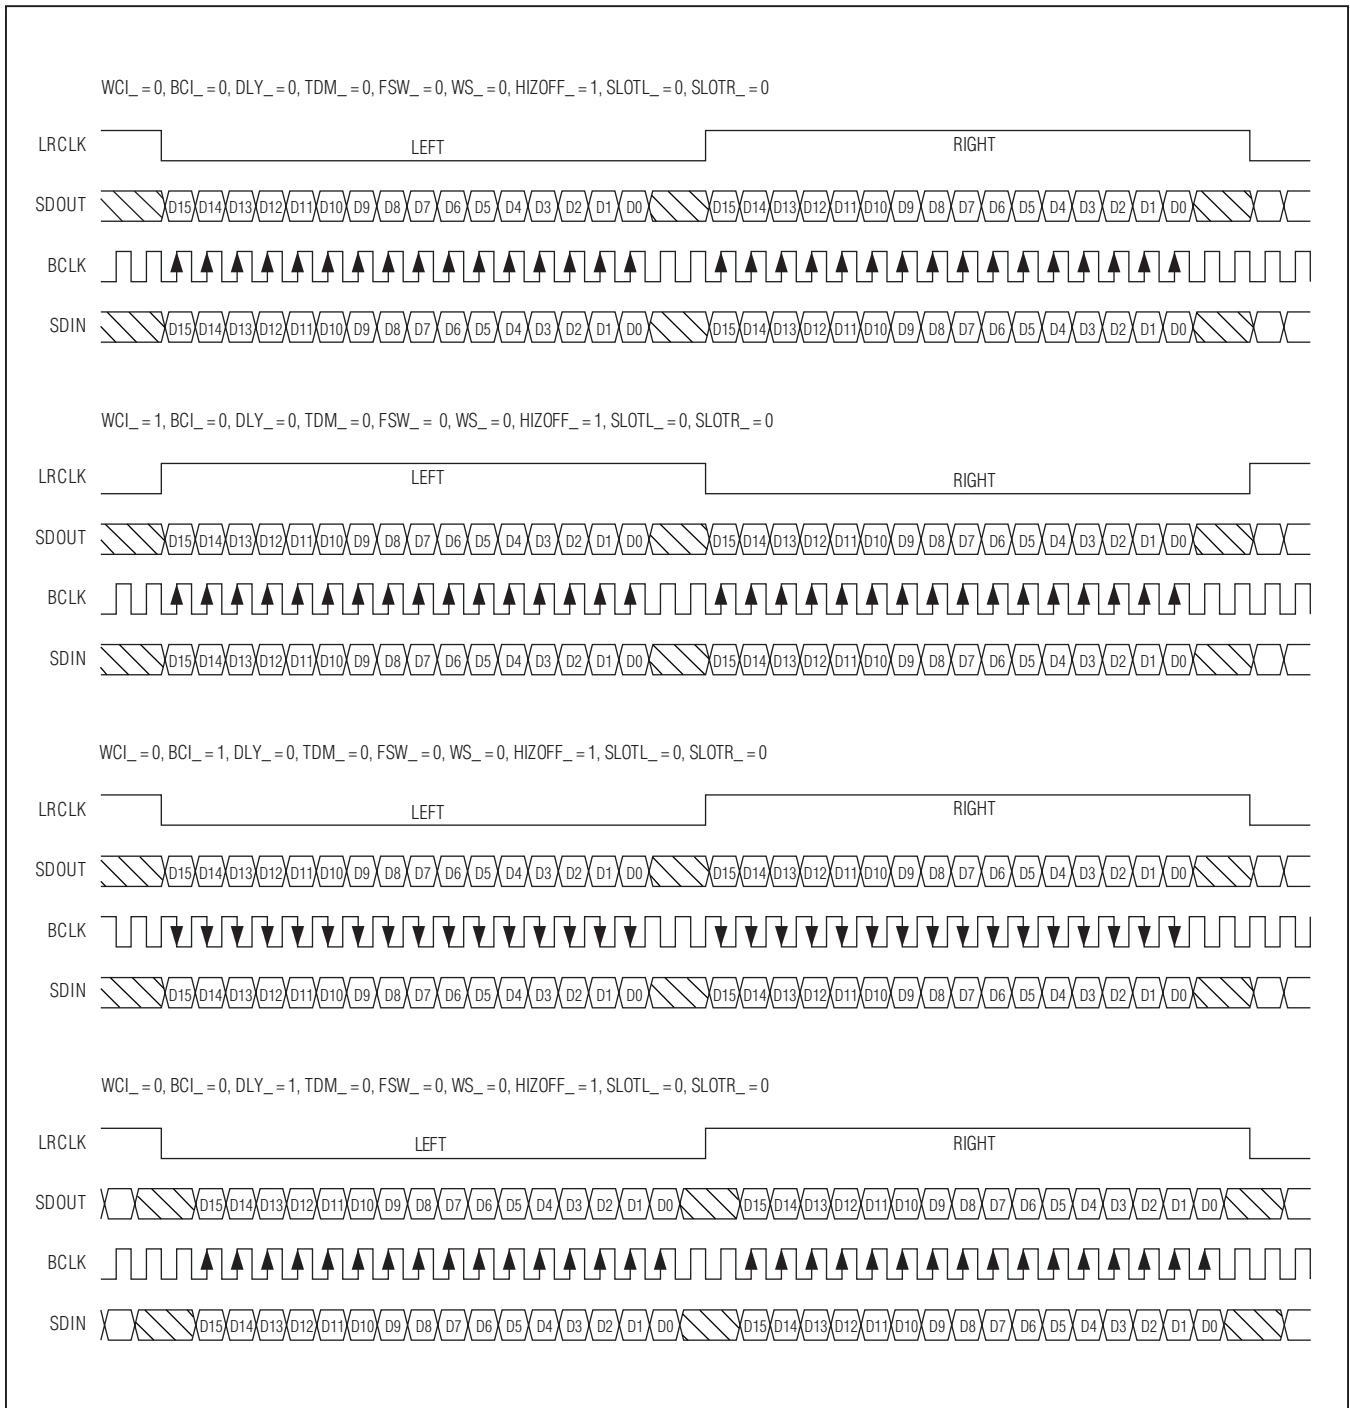 WCI_ = 0, BCI_ = 0, DLY_ = 0, TDM_ = 0, FSW_ = 0, WS_ = 0, HIZOFF_ = 1, SLOTL_ = 0, SLOTR_ = 0
LRCLK LEFT RIGHT
SDOUT D15 D14 D13 D12 D11 D10 D9 D8 D7 D6 D5 D4 D3 D2 D1 D0 D15 D14 D13 D12 D11 D10 D9 D8 D7 D6 D5 D4 D3 D2 D1 D0
BCLK
SDIN D15 D14 D13 D12 D11 D10 D9 D8 D7 D6 D5 D4 D3 D2 D1 D0 D15 D14 D13 D12 D11 D10 D9 D8 D7 D6 D5 D4 D3 D2 D1 D0
WCI_ = 1, BCI_ = 0, DLY_ = 0, TDM_ = 0, FSW_ = 0, WS_ = 0, HIZOFF_ = 1, SLOTL_ = 0, SLOTR_ = 0
LRCLK LEFT RIGHT
SDOUT D15 D14 D13 D12 D11 D10 D9 D8 D7 D6 D5 D4 D3 D2 D1 D0 D15 D14 D13 D12 D11 D10 D9 D8 D7 D6 D5 D4 D3 D2 D1 D0
BCLK
SDIN D15 D14 D13 D12 D11 D10 D9 D8 D7 D6 D5 D4 D3 D2 D1 D0 D15 D14 D13 D12 D11 D10 D9 D8 D7 D6 D5 D4 D3 D2 D1 D0
WCI_ = 0, BCI_ = 1, DLY_ = 0, TDM_ = 0, FSW_ = 0, WS_ = 0, HIZOFF_ = 1, SLOTL_ = 0, SLOTR_ = 0
LRCLK LEFT RIGHT
SDOUT D15 D14 D13 D12 D11 D10 D9 D8 D7 D6 D5 D4 D3 D2 D1 D0 D15 D14 D13 D12 D11 D10 D9 D8 D7 D6 D5 D4 D3 D2 D1 D0
BCLK
SDIN D15 D14 D13 D12 D11 D10 D9 D8 D7 D6 D5 D4 D3 D2 D1 D0 D15 D14 D13 D12 D11 D10 D9 D8 D7 D6 D5 D4 D3 D2 D1 D0
WCI_ = 0, BCI_ = 0, DLY_ = 1, TDM_ = 0, FSW_ = 0, WS_ = 0, HIZOFF_ = 1, SLOTL_ = 0, SLOTR_ = 0
LRCLK LEFT RIGHT
SDOUT D15 D14 D13 D12 D11 D10 D9 D8 D7 D6 D5 D4 D3 D2 D1 D0 D15 D14 D13 D12 D11 D10 D9 D8 D7 D6 D5 D4 D3 D2 D1 D0
BCLK
SDIN D15 D14 D13 D12 D11 D10 D9 D8 D7 D6 D5 D4 D3 D2 D1 D0 D15 D14 D13 D12 D11 D10 D9 D8 D7 D6 D5 D4 D3 D2 D1 D0